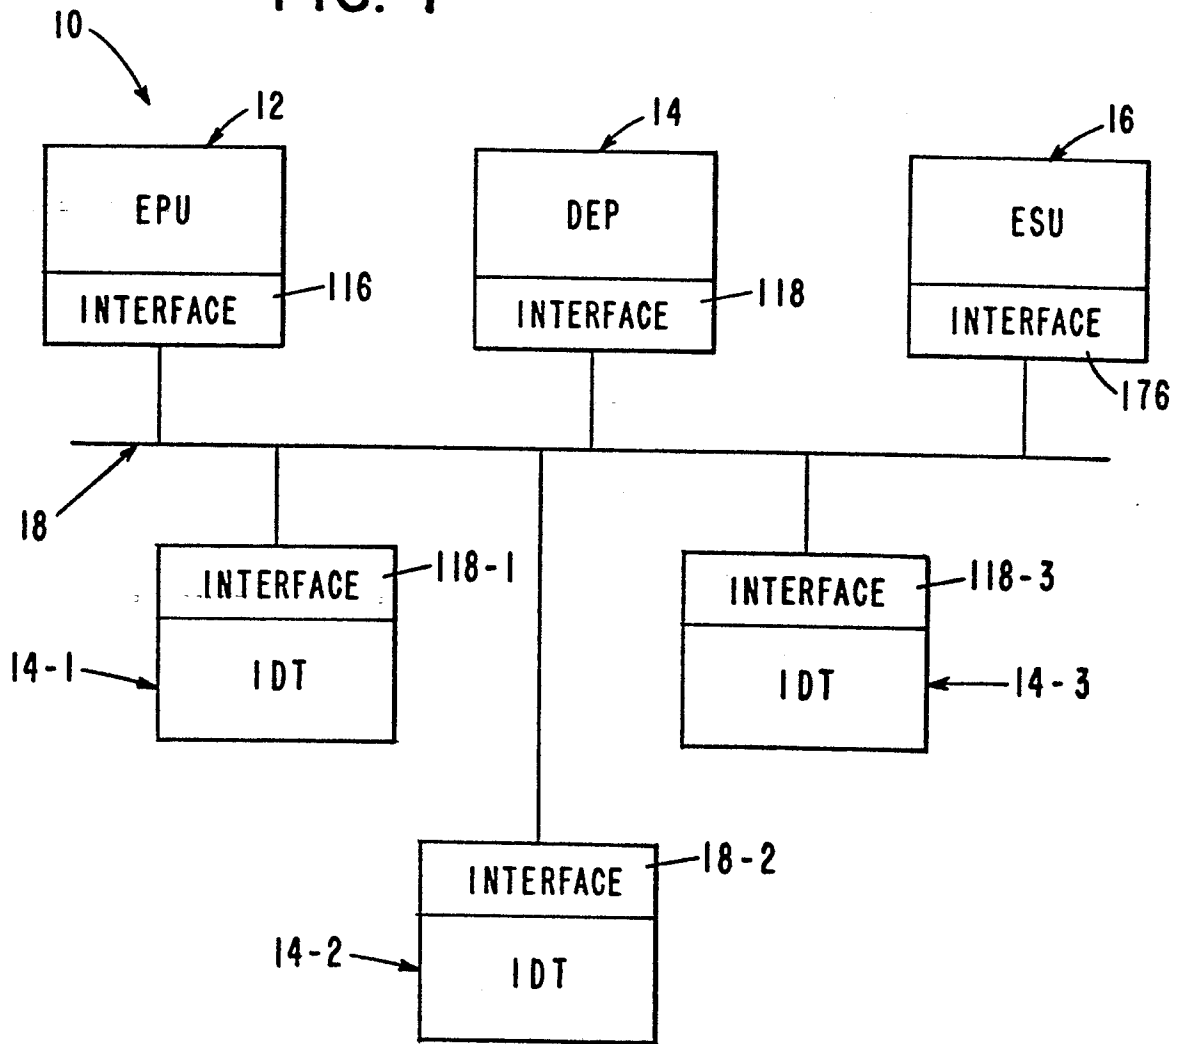 10
12
14
16
EPU
DEP
ESU
INTERFACE
116
INTERFACE
118
INTERFACE
176
18
INTERFACE
118-1
INTERFACE
118-3
14-1
IDT
IDT
14-3
INTERFACE
18-2
14-2
IDT